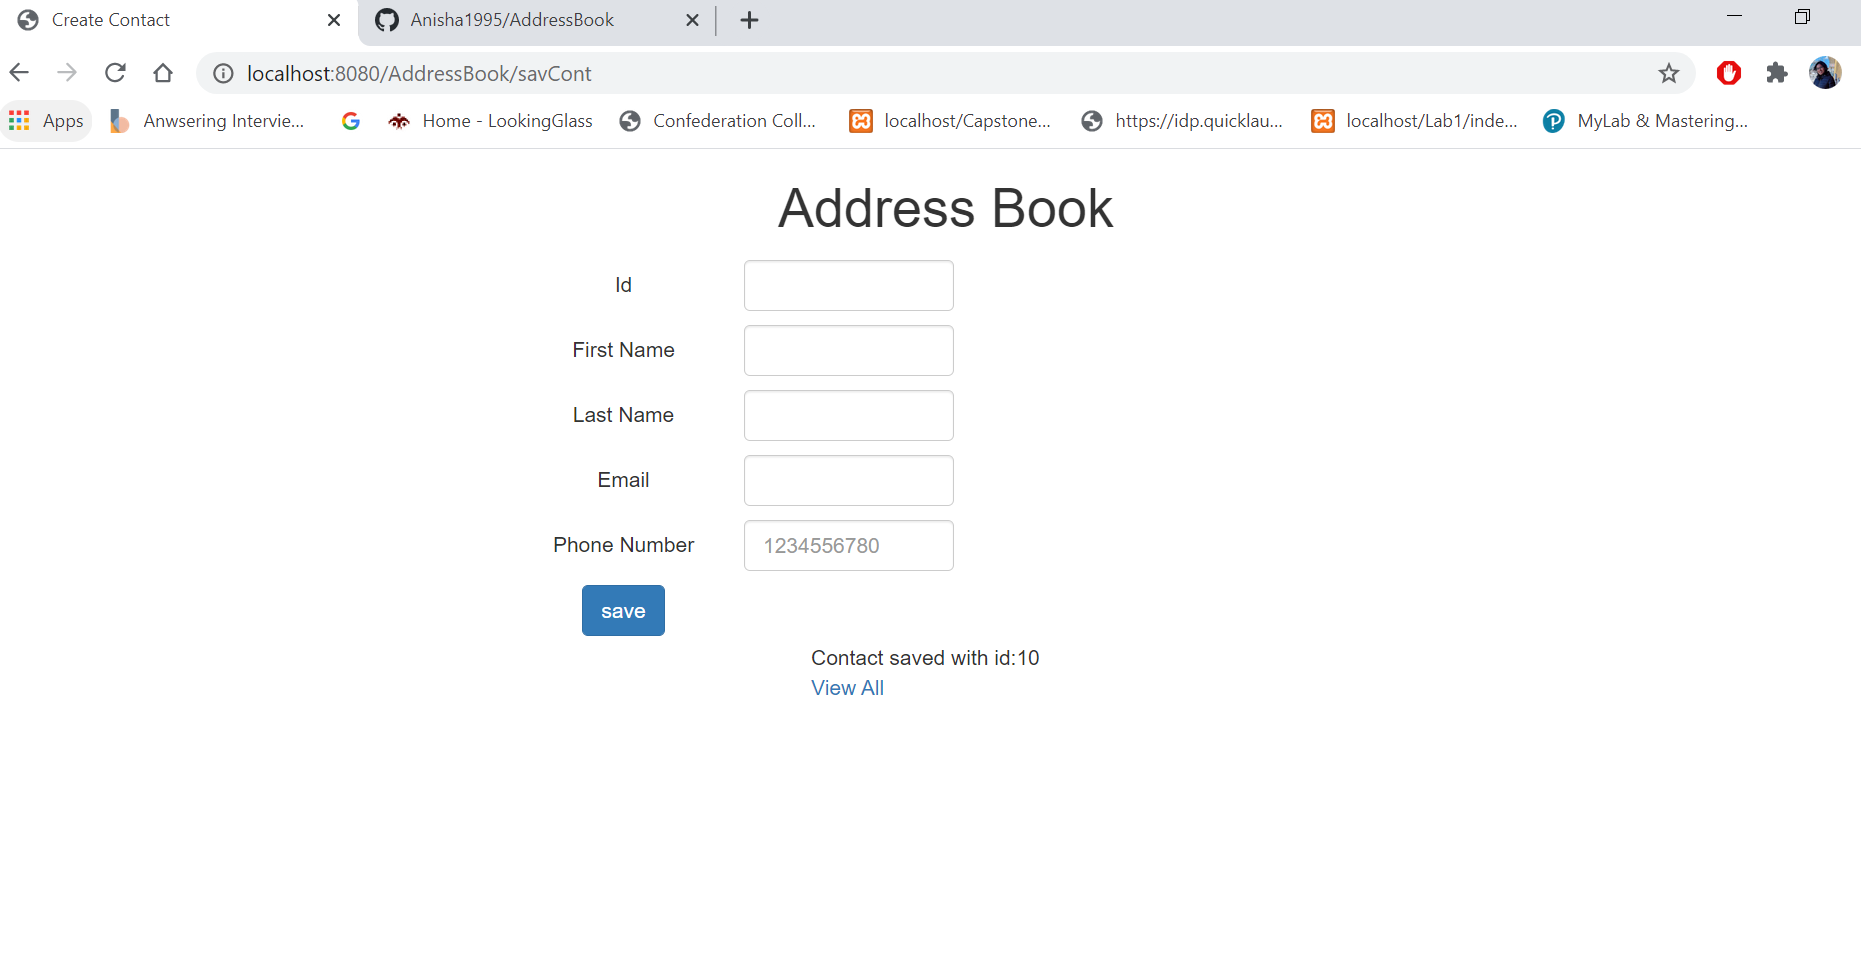 Create Contact
Anisha1995/AddressBook
localhost:8080/AddressBook/savCont
Apps
Anwsering Intervie...
Home - LookingGlass
Confederation Coll...
localhost/Capstone...
https://idp.quicklau...
localhost/Lab1/inde...
MyLab & Mastering...
Address Book
Id
First Name
Last Name
Email
Phone Number 1234556780
save
Contact saved with id:10
View All